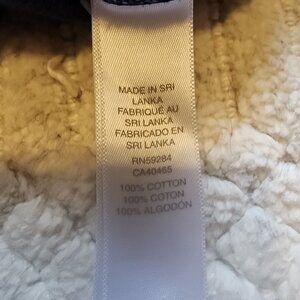 MADE IN SRI
LANKA
FABRIQUÉ AU
SRI LANKA
FABRICADO EN
SRI LANKA
RN59284
CA40465
100% COTTON
100% COTON
100% ALGODÓN